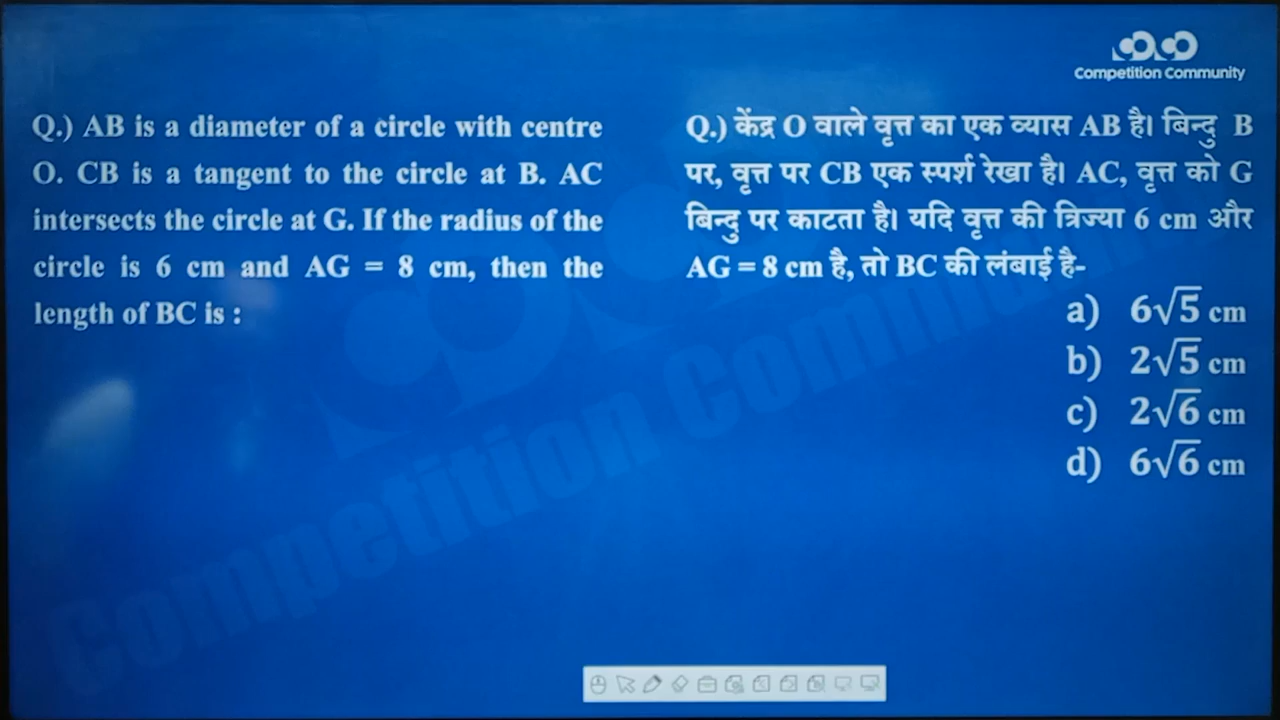 Competition Community
Q.) AB is a diameter of a circle with centre
O. CB is a tangent to the circle at B. AC
intersects the circle at G. If the radius of the
circle is 6 cm and AG = 8 cm, then the
length of BC is :
Q.) केंद्र O वाले वृत्त का एक व्यास AB है। बिन्दु B
पर, वृत्त पर CB एक स्पर्श रेखा है। AC, वृत्त को G
बिन्दु पर काटता है। यदि वृत्त की त्रिज्या 6 cm और
AG = 8 cm है, तो BC की लंबाई है-
a) 6√5 cm
b) 2√5 cm
c) 2√6 cm
d) 6√6 cm
Competition Community